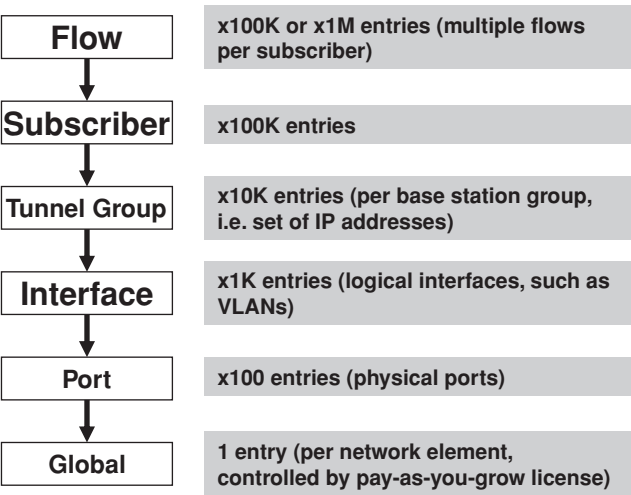 Flow
x100K or x1M entries (multiple flows
per subscriber)
Subscriber
x100K entries
Tunnel Group
x10K entries (per base station group,
i.e. set of IP addresses)
Interface
x1K entries (logical interfaces, such as
VLANs)
Port
x100 entries (physical ports)
Global
1 entry (per network element,
controlled by pay-as-you-grow license)